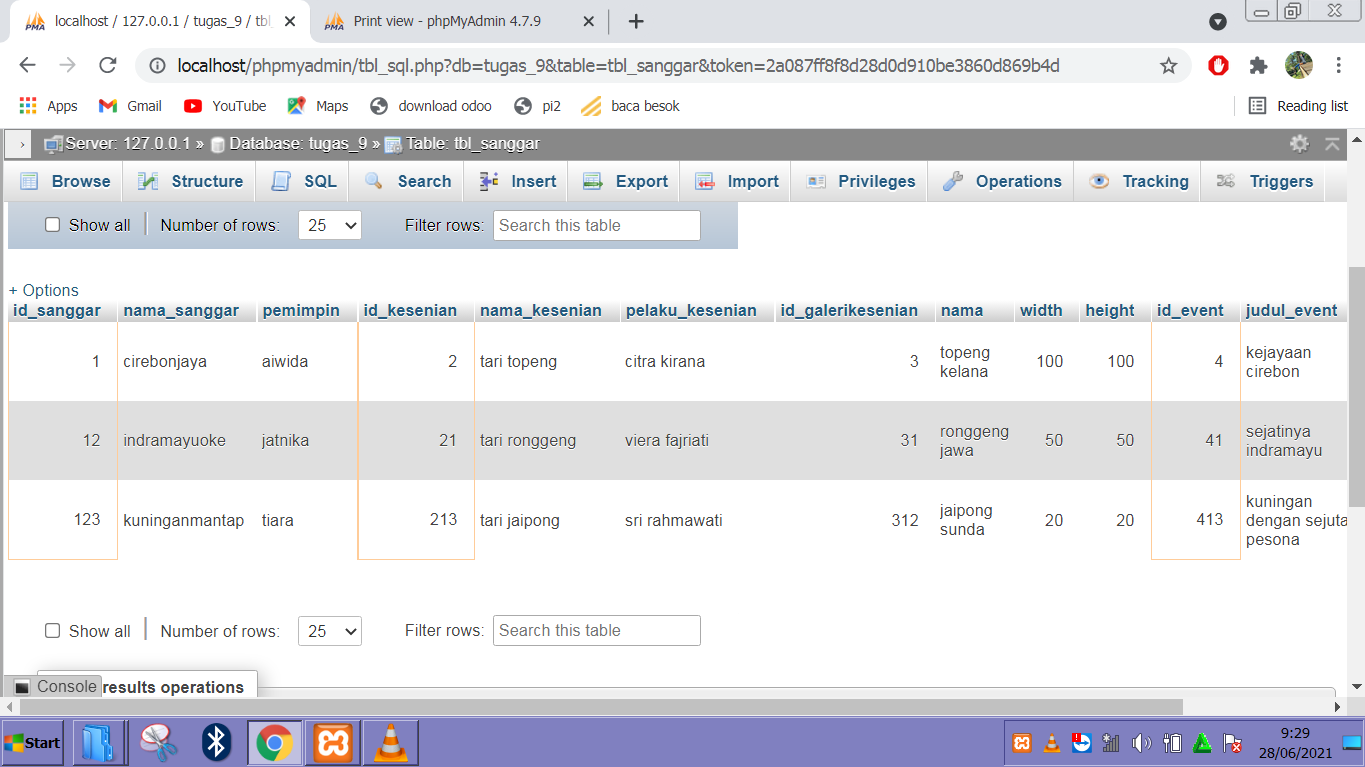 localhost / 127.0.0.1 / tugas_9 / tbl_
Print view - phpMyAdmin 4.7.9
localhost/phpmyadmin/tbl_sql.php?db=tugas_9&table=tbl_sanggar&token=2a087ff8f8d28d0d910be3860d869b4d
Apps Gmail YouTube Maps download odoo pi2 baca besok Reading list
Server: 127.0.0.1 » Database: tugas_9 » Table: tbl_sanggar
Browse Structure SQL Search Insert Export Import Privileges Operations Tracking Triggers
Show all Number of rows: 25 Filter rows: Search this table
+ Options
id_sanggar nama_sanggar pemimpin id_kesenian nama_kesenian pelaku_kesenian id_galerikesenian nama width height id_event judul_event
1 cirebonjaya aiwida 2 tari topeng citra kirana 3 topeng kelana 100 100 4 kejayaan cirebon
12 indramayuoke jatnika 21 tari ronggeng viera fajriati 31 ronggeng jawa 50 50 41 sejatinya indramayu
123 kuninganmantap tiara 213 tari jaipong sri rahmawati 312 jaipong sunda 20 20 413 kuningan dengan sejuta pesona
Show all Number of rows: 25 Filter rows: Search this table
Console results operations
Start
9:29
28/06/2021